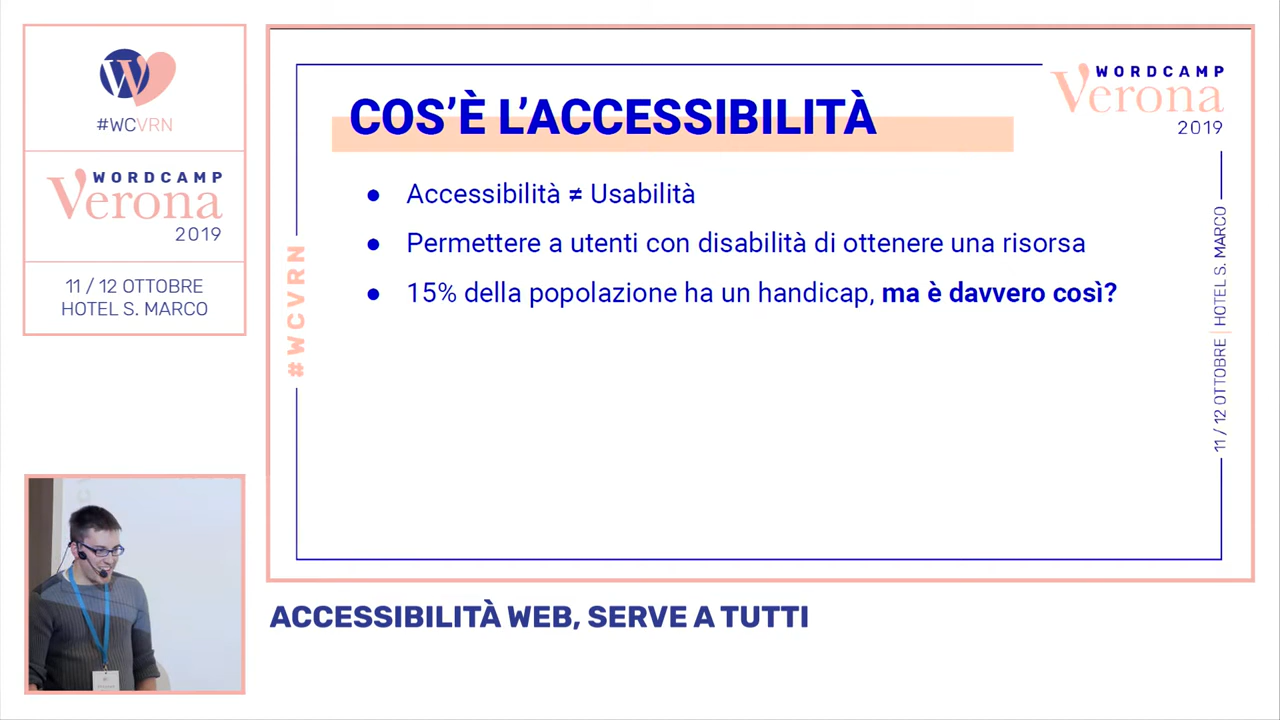 #WCVRN
WORDCAMP
Verona
2019
11 / 12 OTTOBRE
HOTEL S. MARCO
COS’È L’ACCESSIBILITÀ
● Accessibilità ≠ Usabilità
● Permettere a utenti con disabilità di ottenere una risorsa
● 15% della popolazione ha un handicap, ma è davvero così?
#WCVRN
WORDCAMP
Verona
2019
11 / 12 OTTOBRE | HOTEL S. MARCO
ACCESSIBILITÀ WEB, SERVE A TUTTI